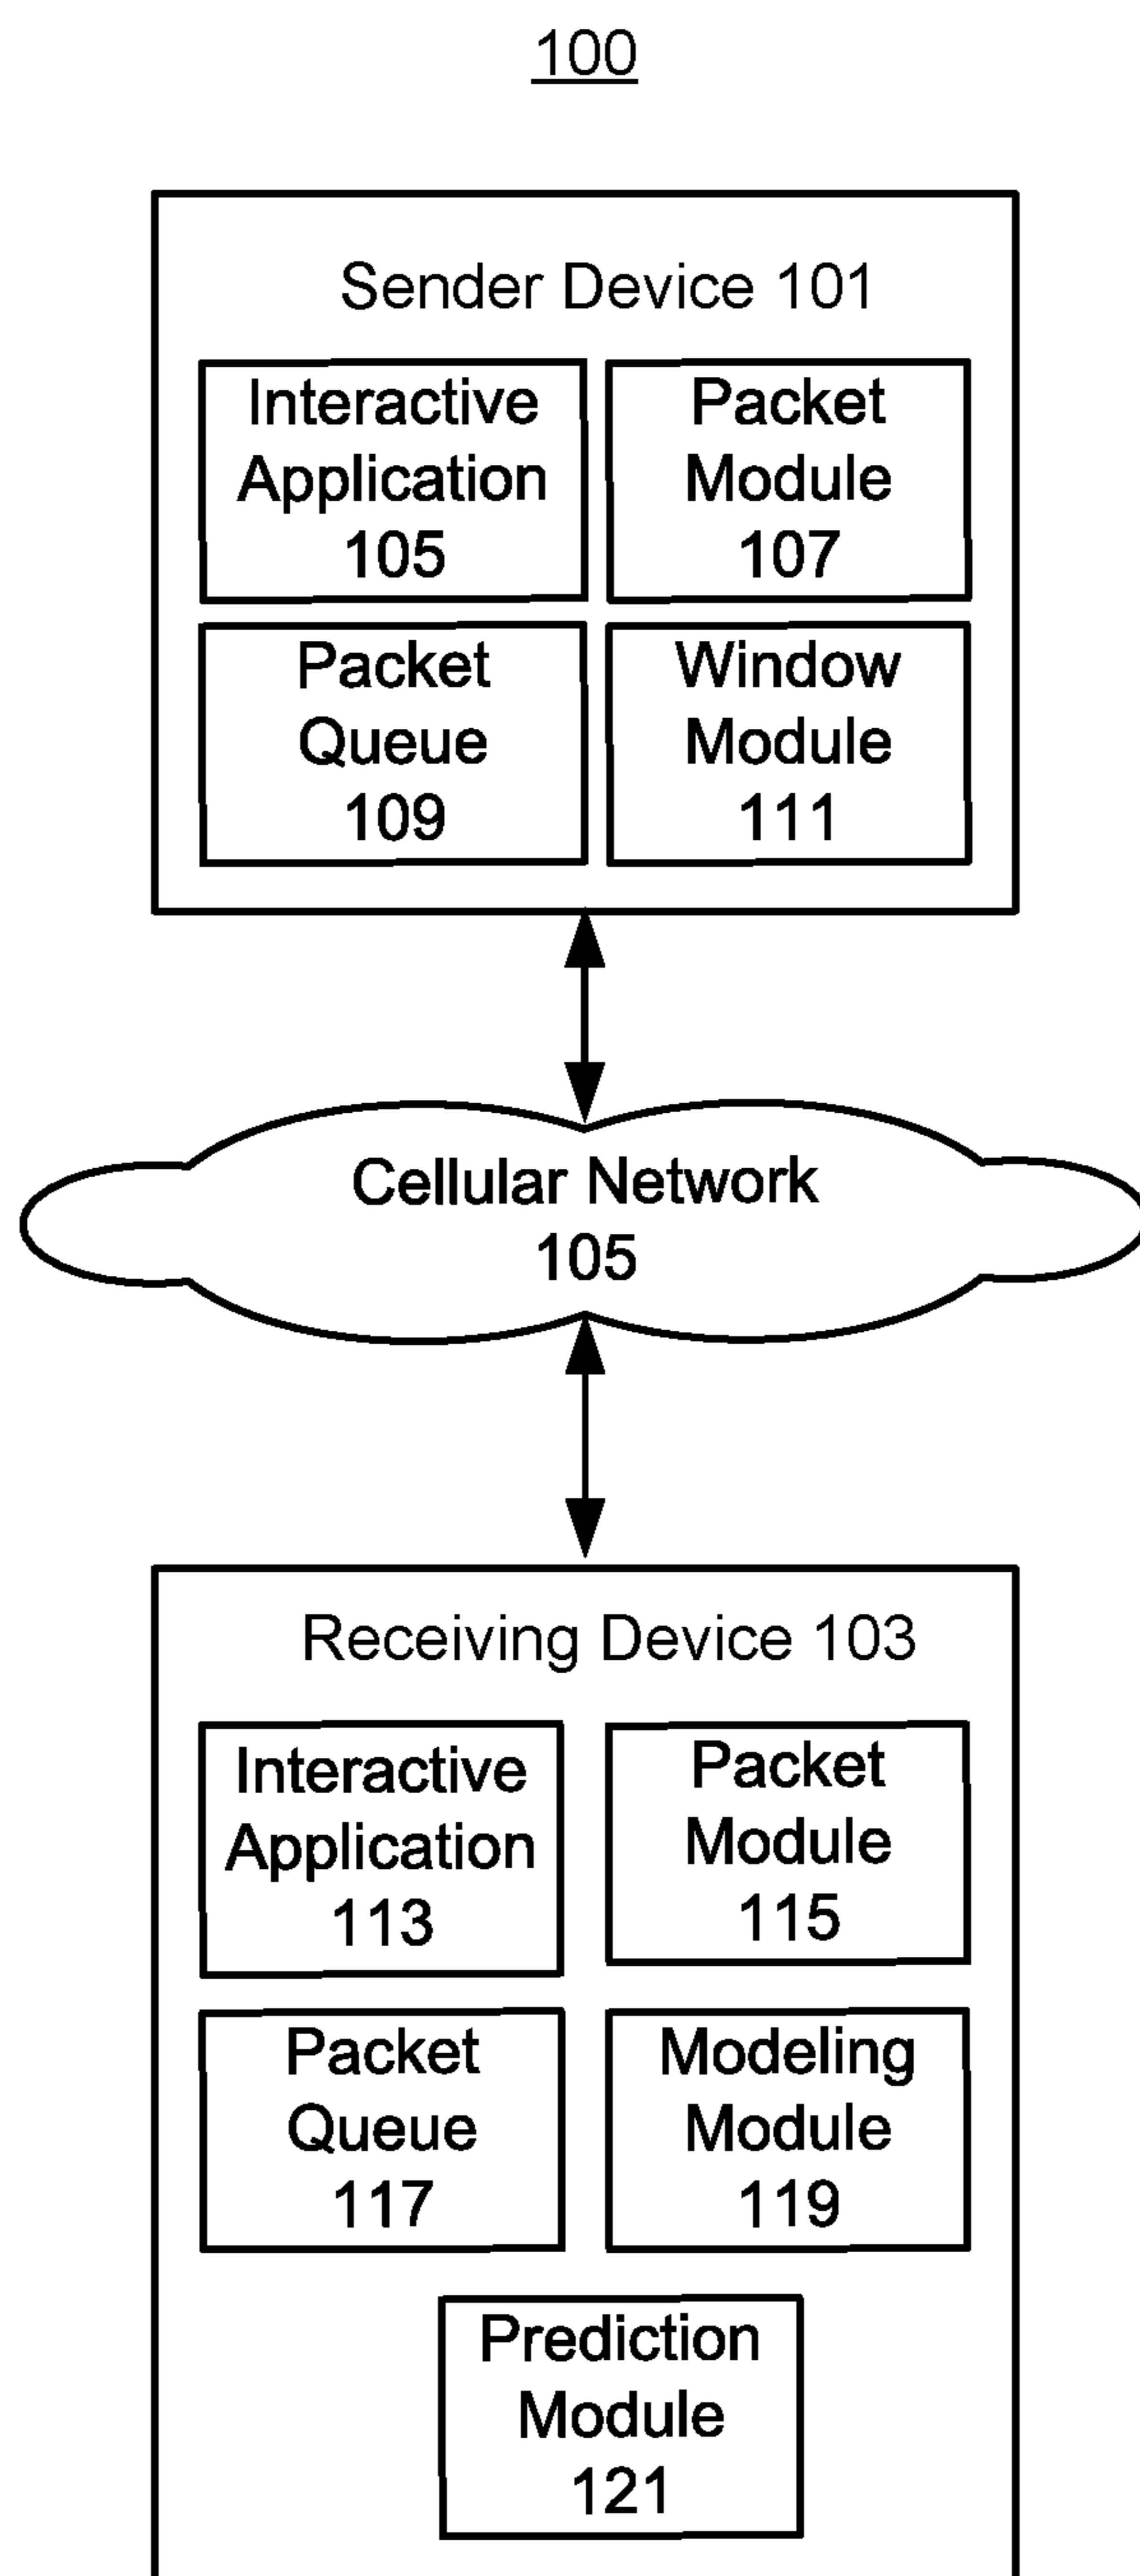 100
Sender Device 101
Interactive
Application
105
Packet
Module
107
Packet
Queue
109
Window
Module
111
Cellular Network
105
Receiving Device 103
Interactive
Application
113
Packet
Module
115
Packet
Queue
117
Modeling
Module
119
Prediction
Module
121